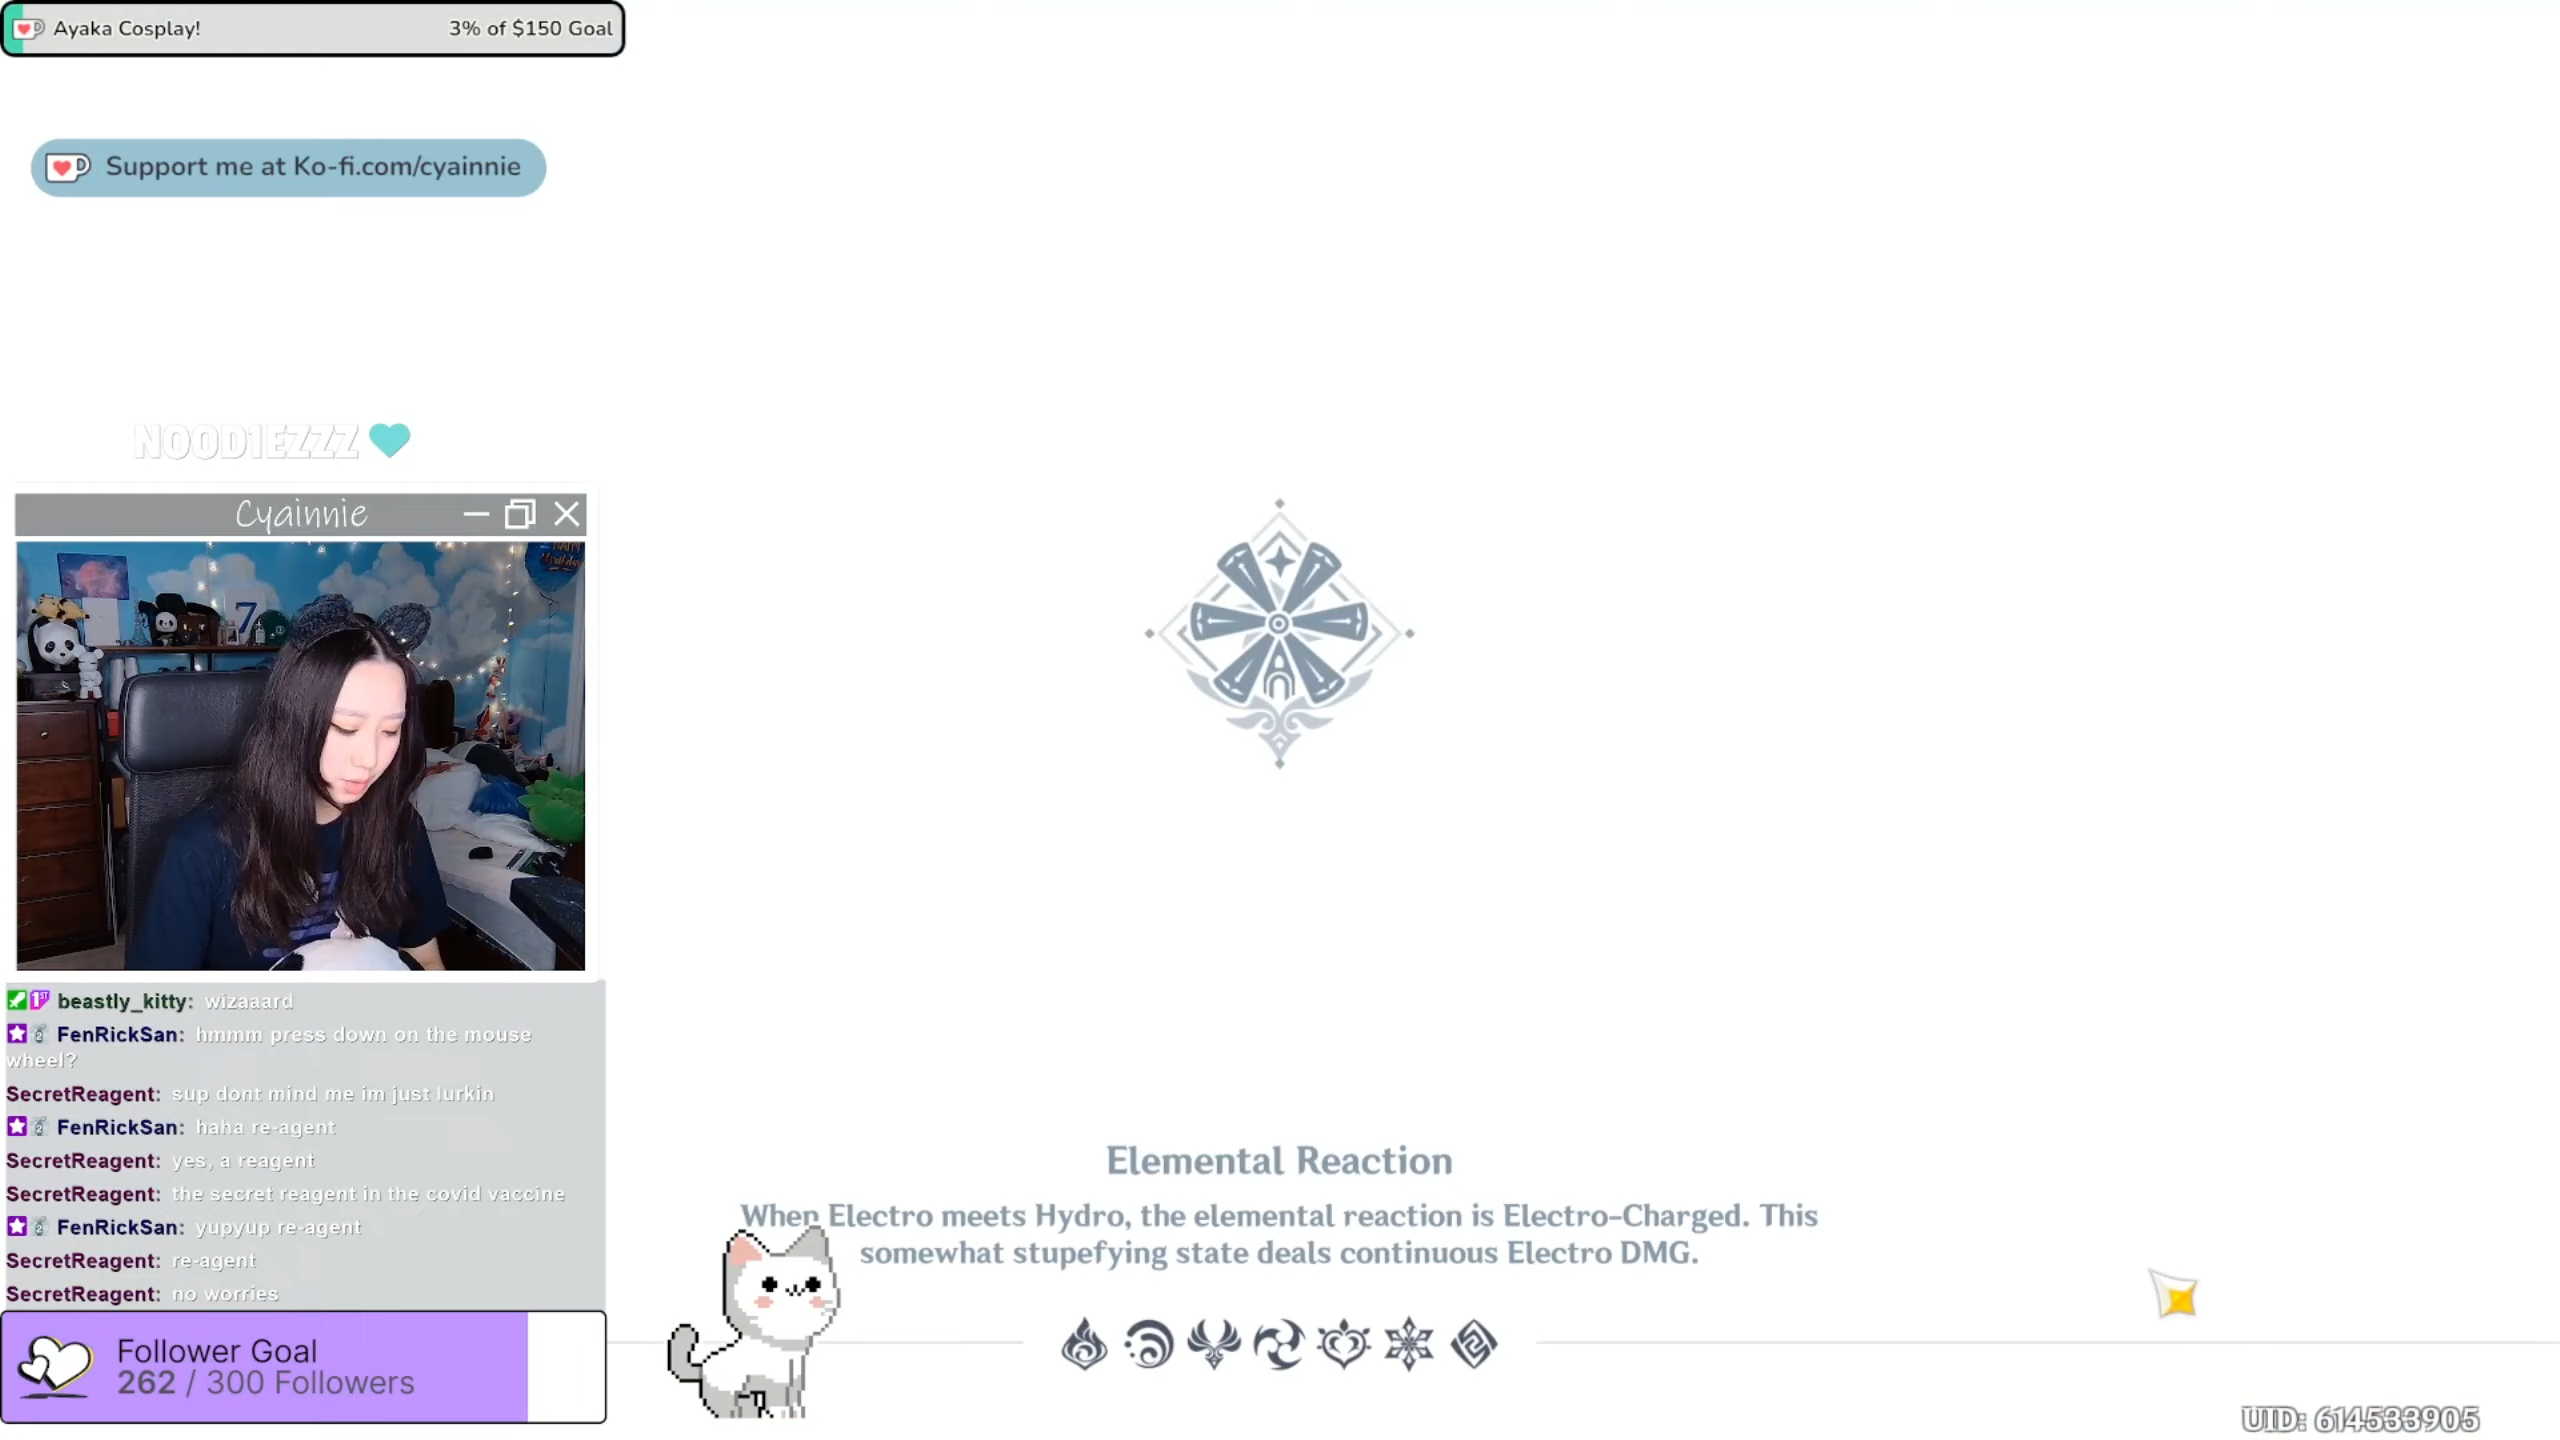 Ayaka Cosplay! 3% of $150 Goal
Support me at Ko-fi.com/cyainnie
NOOD1EZZZ
Cyainnie
7
beastly_kitty: wizaaard
FenRickSan: hmmm press down on the mouse
wheel?
SecretReagent: sup dont mind me im just lurkin
FenRickSan: haha re-agent
SecretReagent: yes, a reagent
SecretReagent: the secret reagent in the covid vaccine
FenRickSan: yupyup re-agent
SecretReagent: re-agent
SecretReagent: no worries
Follower Goal
262 / 300 Followers
Elemental Reaction
When Electro meets Hydro, the elemental reaction is Electro-Charged. This
somewhat stupefying state deals continuous Electro DMG.
UID: 614533905